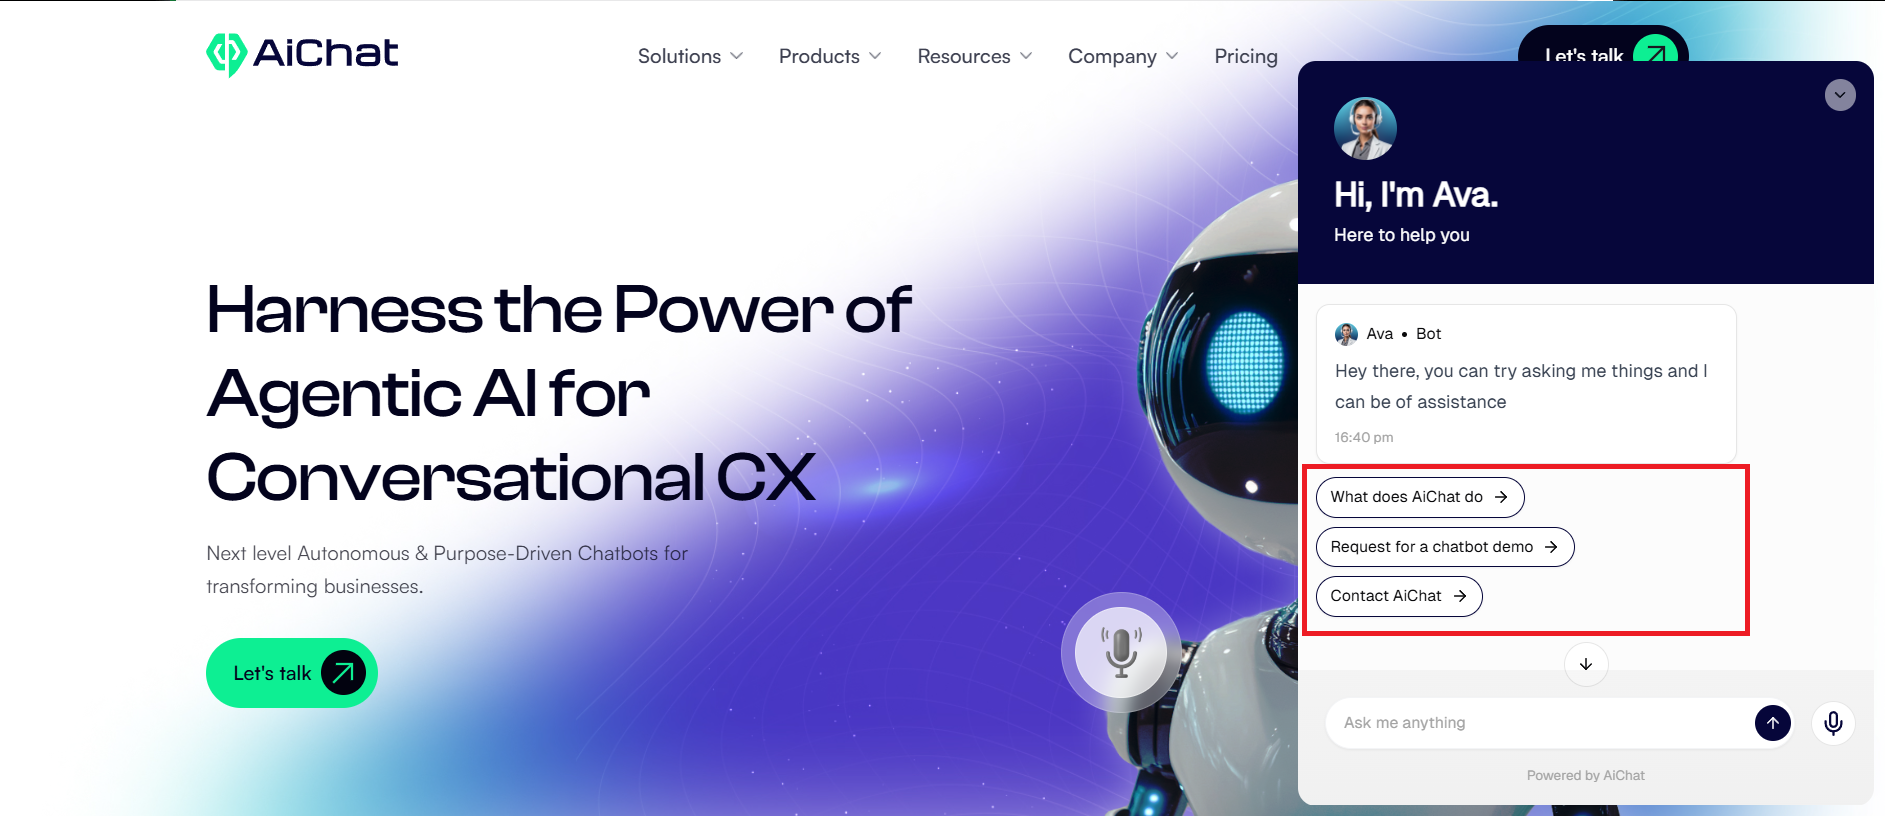 AiChat
Solutions
Products
Resources
Company
Pricing
Let's talk
Harness the Power of
Agentic AI for
Conversational CX
Next level Autonomous & Purpose-Driven Chatbots for
transforming businesses.
Let's talk
Hi, I'm Ava.
Here to help you
Ava • Bot
Hey there, you can try asking me things and I
can be of assistance
16:40 pm
What does AiChat do
Request for a chatbot demo
Contact AiChat
Ask me anything
Powered by AiChat